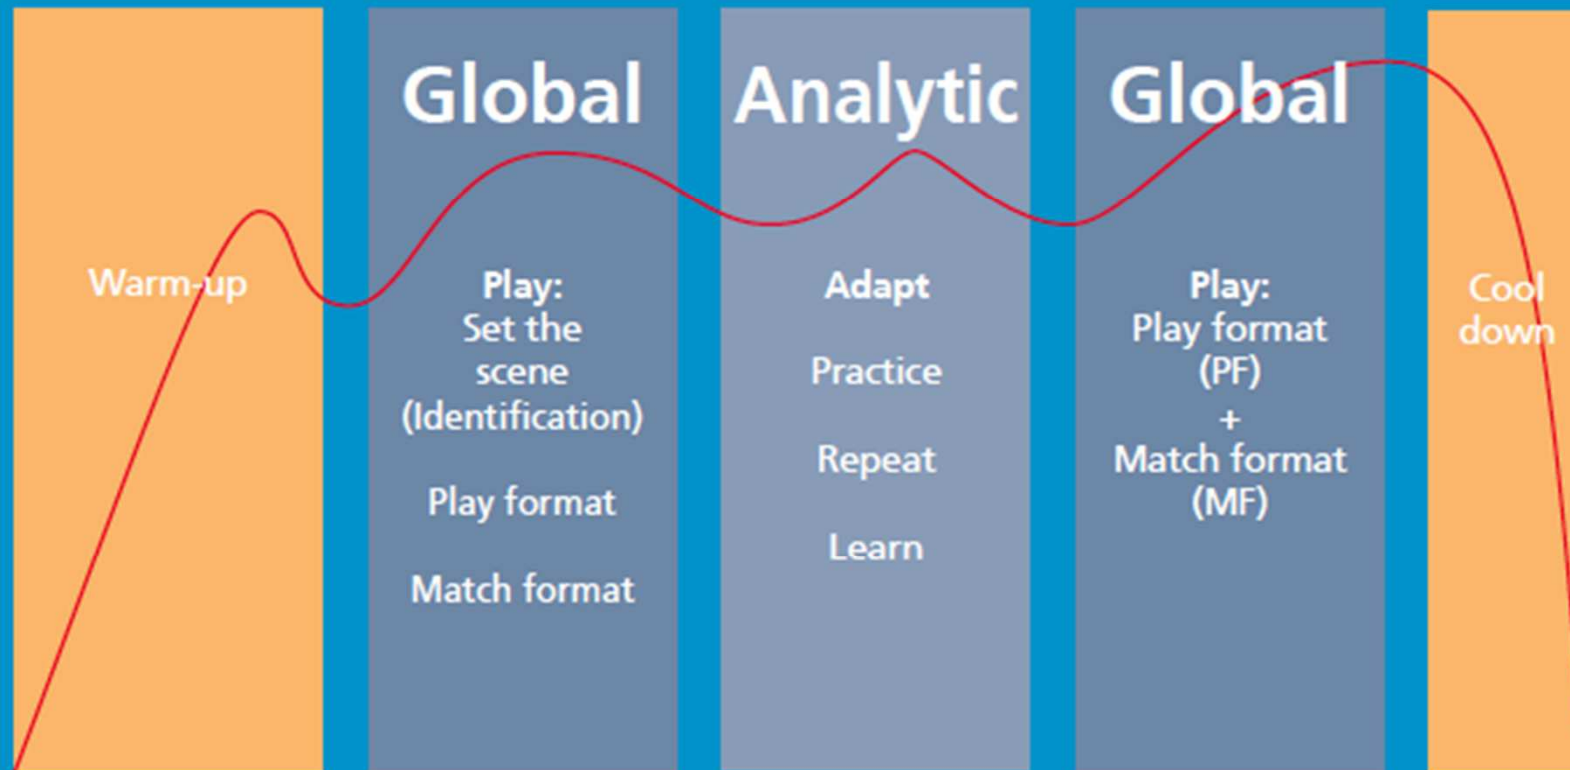 Warm-up
Global
Play:
Set the
scene
(Identification)
Play format
Match format
Analytic
Adapt
Practice
Repeat
Learn
Global
Play:
Play format
(PF)
+
Match format
(MF)
Cool
down